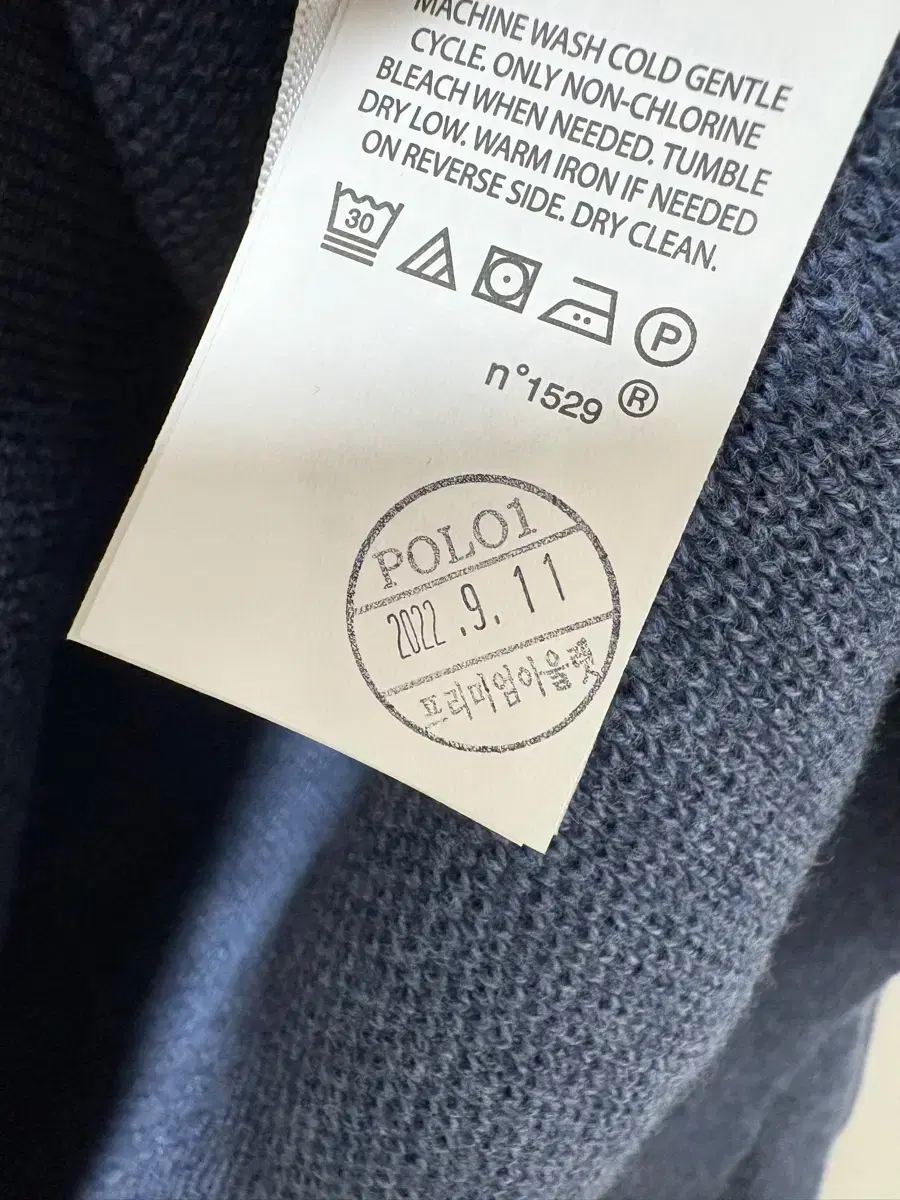 MACHINE WASH COLD GENTLE
CYCLE. ONLY NON-CHLORINE
BLEACH WHEN NEEDED. TUMBLE
DRY LOW. WARM IRON IF NEEDED
ON REVERSE SIDE. DRY CLEAN.
30
P
n°1529 ®
POLO1
2022.9.11
프리미엄아울렛